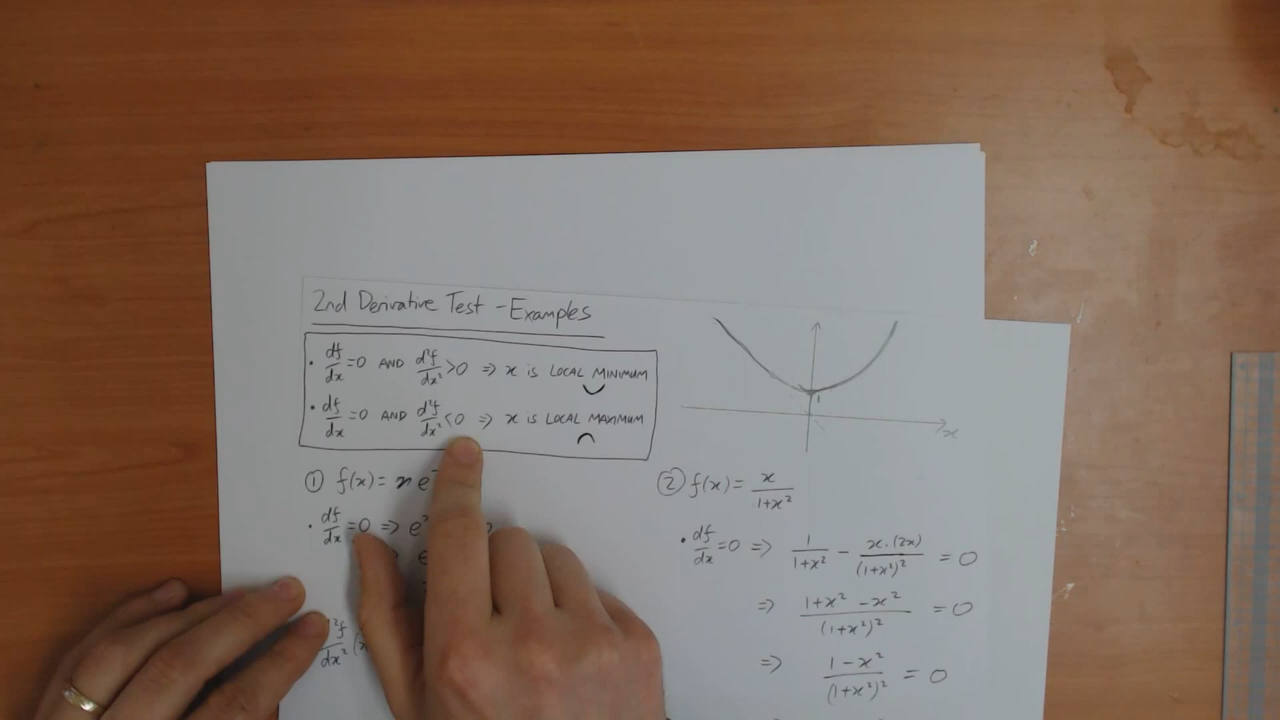 2nd Derivative Test - Examples
• df/dx = 0 AND d²f/dx² > 0 ⇒ x IS LOCAL MINIMUM
• df/dx = 0 AND d²f/dx² < 0 ⇒ x IS LOCAL MAXIMUM
1
x
① f(x) = x e
• df/dx = 0 ⇒ e
d²f/dx² (x
② f(x) = x/(1+x²)
• df/dx = 0 ⇒ 1/(1+x²) - x.(2x)/(1+x²)² = 0
⇒ (1+x² - x²)/(1+x²)² = 0
⇒ (1-x²)/(1+x²)² = 0